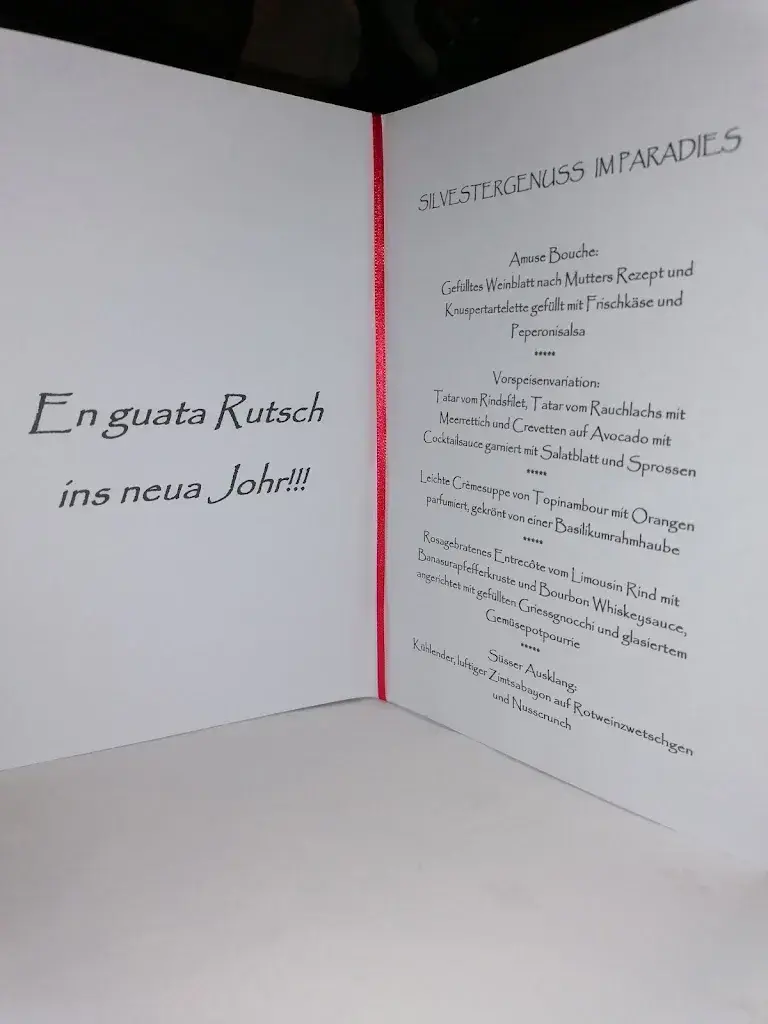 En guata Rutsch
ins neua Johr!!!
SILVESTERGENUSS IM PARADIES
Amuse Bouche:
Gefülltes Weinblatt nach Mutters Rezept und
Knuspertartelette gefüllt mit Frischkäse und
Peperonisalsa
*****
Vorspeisenvariation:
Tatar vom Rindsfilet, Tatar vom Rauchlachs mit
Meerrettich und Crevetten auf Avocado mit
Cocktailsauce garniert mit Salatblatt und Sprossen
*****
Leichte Crèmesuppe von Topinambour mit Orangen
parfumiert, gekrönt von einer Basilikumrahmhaube
*****
Rosagebratenes Entrecôte vom Limousin Rind mit
Banasurapfefferkruste und Bourbon Whiskeysauce,
angerichtet mit gefüllten Griessgnocchi und glasiertem
Gemüsepotpourrie
*****
Süsser Ausklang:
Kühlender, luftiger Zimtsabayon auf Rotweinzwetschgen
und Nusscrunch